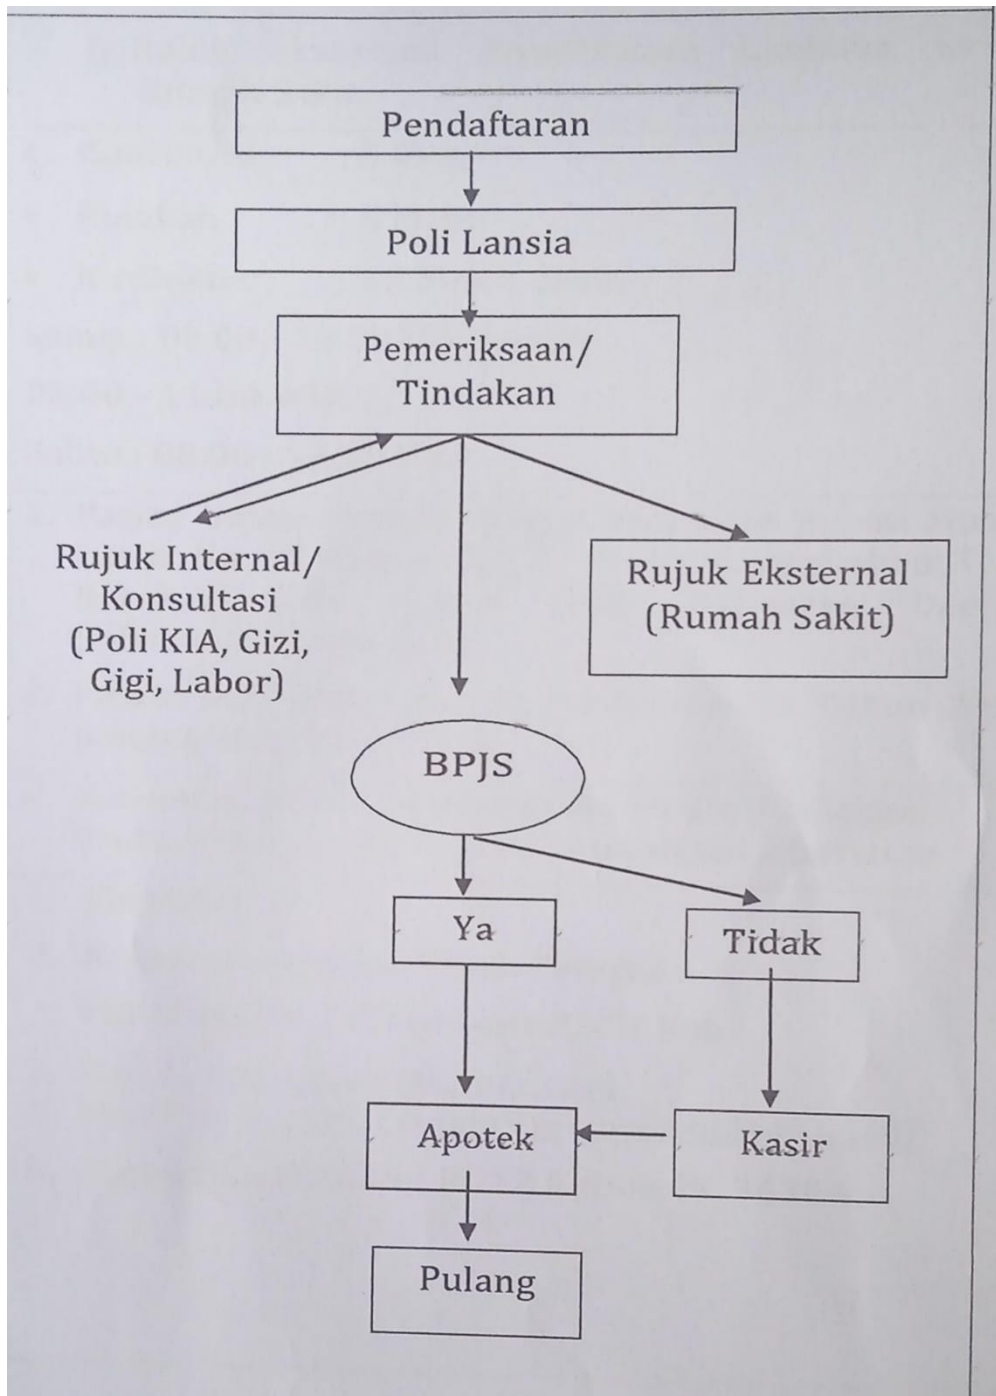 Pendaftaran
Poli Lansia
Pemeriksaan/
Tindakan
Rujuk Internal/
Konsultasi
(Poli KIA, Gizi,
Gigi, Labor)
Rujuk Eksternal
(Rumah Sakit)
BPJS
Ya
Tidak
Apotek
Kasir
Pulang